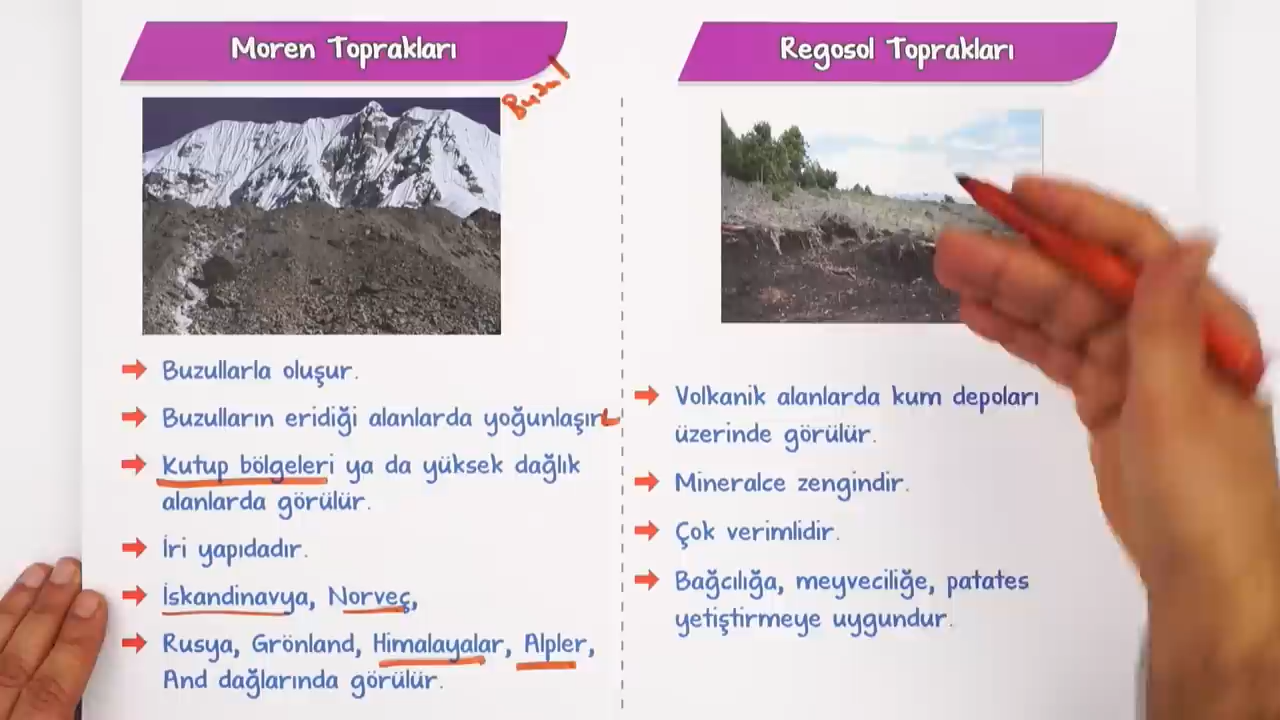 Moren Toprakları
Buzul
Buzullarla oluşur.
Buzulların eridiği alanlarda yoğunlaşır.
Kutup bölgeleri ya da yüksek dağlık
alanlarda görülür.
İri yapıdadır.
İskandinavya, Norveç,
Rusya, Grönland, Himalayalar, Alpler,
And dağlarında görülür.
Regosol Toprakları
Volkanik alanlarda kum depoları
üzerinde görülür.
Mineralce zengindir.
Çok verimlidir.
Bağcılığa, meyveciliğe, patates
yetiştirmeye uygundur.